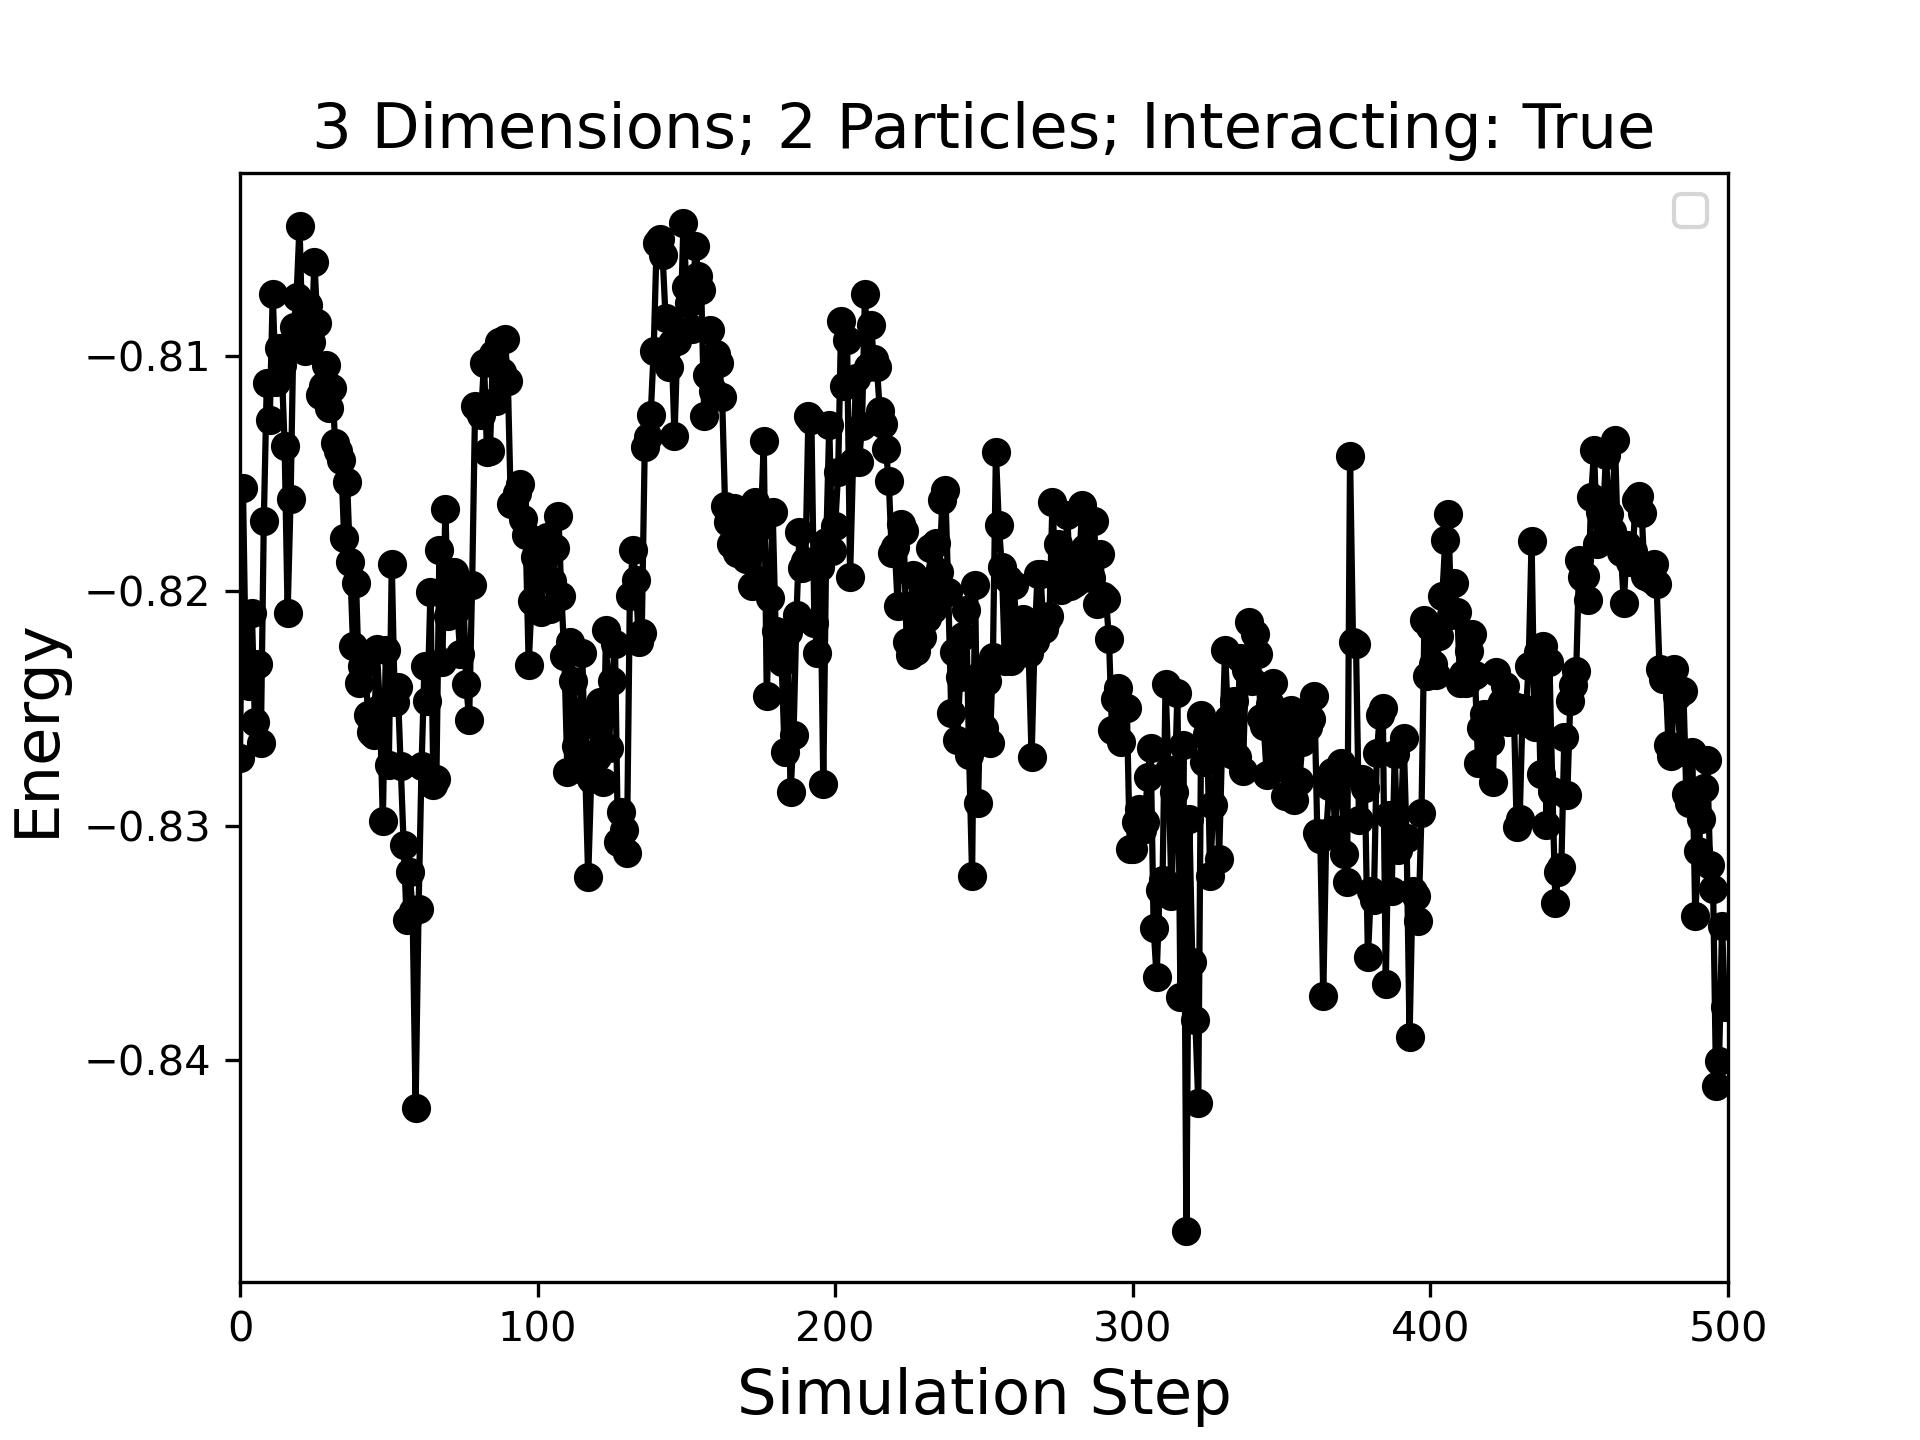 3 Dimensions; 2 Particles; Interacting: True
Energy
−0.81
−0.82
−0.83
−0.84
0 100 200 300 400 500
Simulation Step